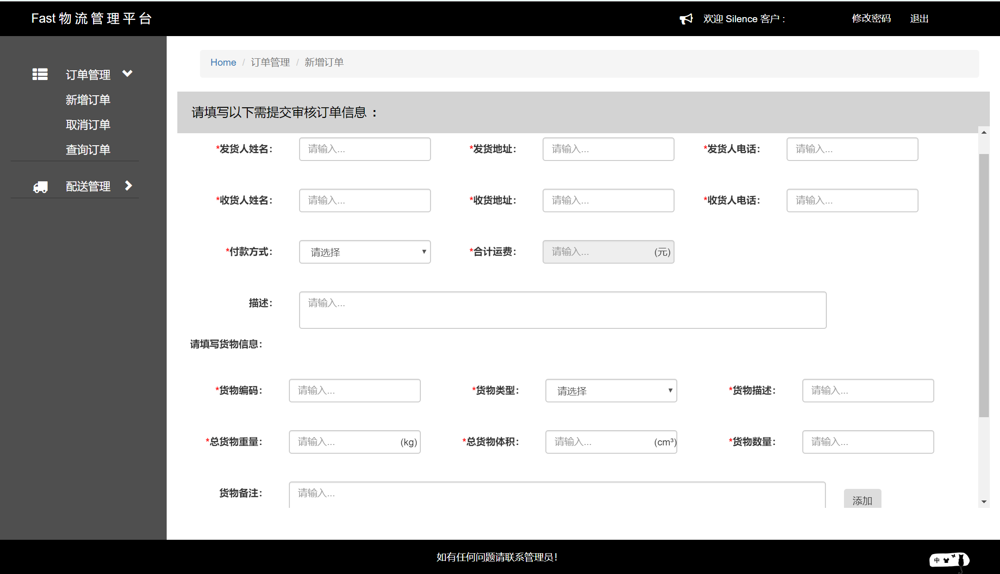 Fast 物 流 管 理 平 台
欢迎 Silence 客户 :
修改密码
退出
订单管理
新增订单
取消订单
查询订单
配送管理
Home / 订单管理 / 新增订单
请填写以下需提交审核订单信息 ：
*发货人姓名： 请输入... *发货地址： 请输入... *发货人电话： 请输入...
*收货人姓名： 请输入... *收货地址： 请输入... *收货人电话： 请输入...
*付款方式： 请选择 *合计运费： 请输入... (元)
描述： 请输入...
请填写货物信息：
*货物编码： 请输入... *货物类型： 请选择 *货物描述： 请输入...
*总货物重量： 请输入... (kg) *总货物体积： 请输入... (cm³) *货物数量： 请输入...
货物备注： 请输入... 添加
如有任何问题请联系管理员！
中